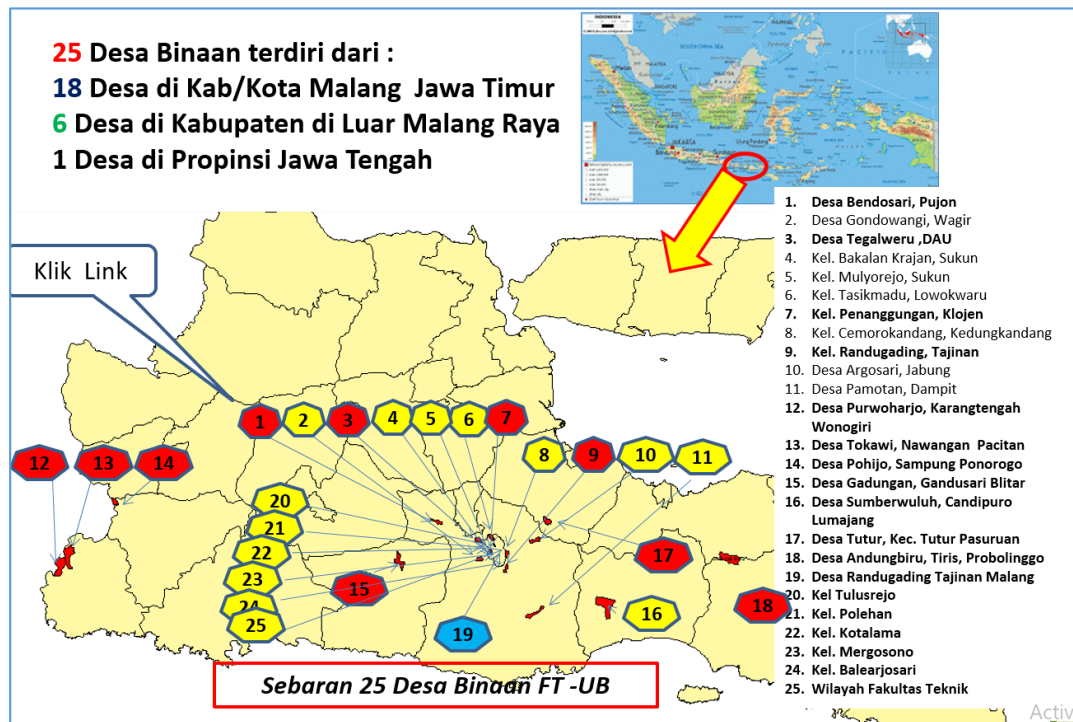 25 Desa Binaan terdiri dari :
18 Desa di Kab/Kota Malang Jawa Timur
6 Desa di Kabupaten di Luar Malang Raya
1 Desa di Propinsi Jawa Tengah
INDONESIA
SOUTH CHINA SEA
PACIFIC
JAKARTA
Klik Link
1. Desa Bendosari, Pujon
2. Desa Gondowangi, Wagir
3. Desa Tegalweru ,DAU
4. Kel. Bakalan Krajan, Sukun
5. Kel. Mulyorejo, Sukun
6. Kel. Tasikmadu, Lowokwaru
7. Kel. Penanggungan, Klojen
8. Kel. Cemorokandang, Kedungkandang
9. Kel. Randugading, Tajinan
10. Desa Argosari, Jabung
11. Desa Pamotan, Dampit
12. Desa Purwoharjo, Karangtengah
Wonogiri
13. Desa Tokawi, Nawangan Pacitan
14. Desa Pohijo, Sampung Ponorogo
15. Desa Gadungan, Gandusari Blitar
16. Desa Sumberwuluh, Candipuro
Lumajang
17. Desa Tutur, Kec. Tutur Pasuruan
18. Desa Andungbiru, Tiris, Probolinggo
19. Desa Randugading Tajinan Malang
20. Kel Tulusrejo
21. Kel. Polehan
22. Kel. Kotalama
23. Kel. Mergosono
24. Kel. Balearjosari
25. Wilayah Fakultas Teknik
1 2 3 4 5 6 7
8 9 10 11
12 13 14
20
21
22
23
24
25
15
17
16
18
19
Sebaran 25 Desa Binaan FT -UB
Activ